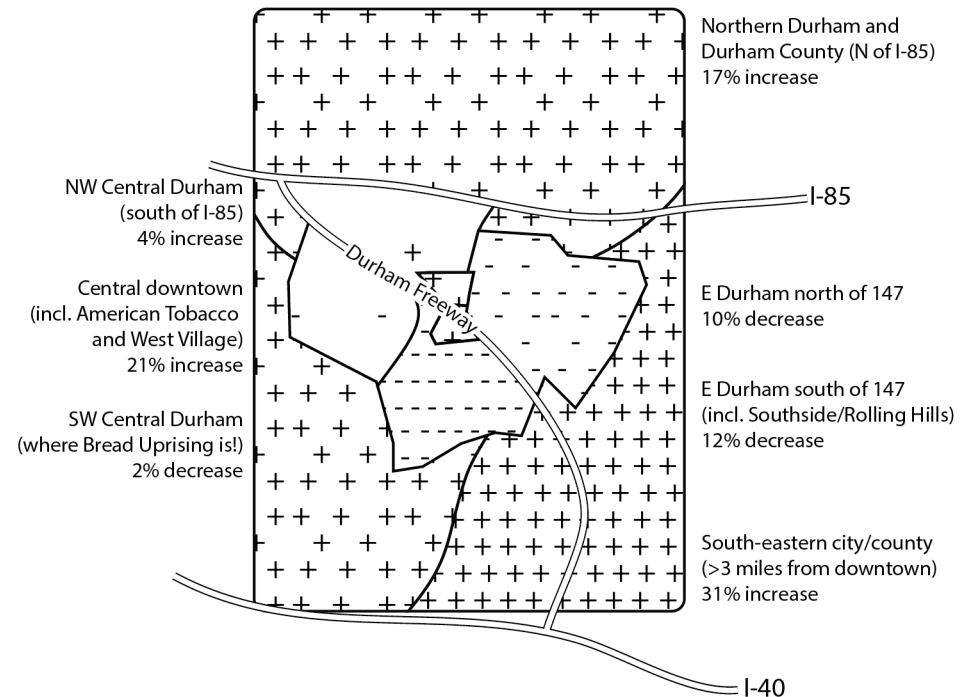 Northern Durham and
Durham County (N of I-85)
17% increase
NW Central Durham
(south of I-85)
4% increase
I-85
Durham Freeway
Central downtown
(incl. American Tobacco
and West Village)
21% increase
E Durham north of 147
10% decrease
SW Central Durham
(where Bread Uprising is!)
2% decrease
E Durham south of 147
(incl. Southside/Rolling Hills)
12% decrease
South-eastern city/county
(>3 miles from downtown)
31% increase
I-40